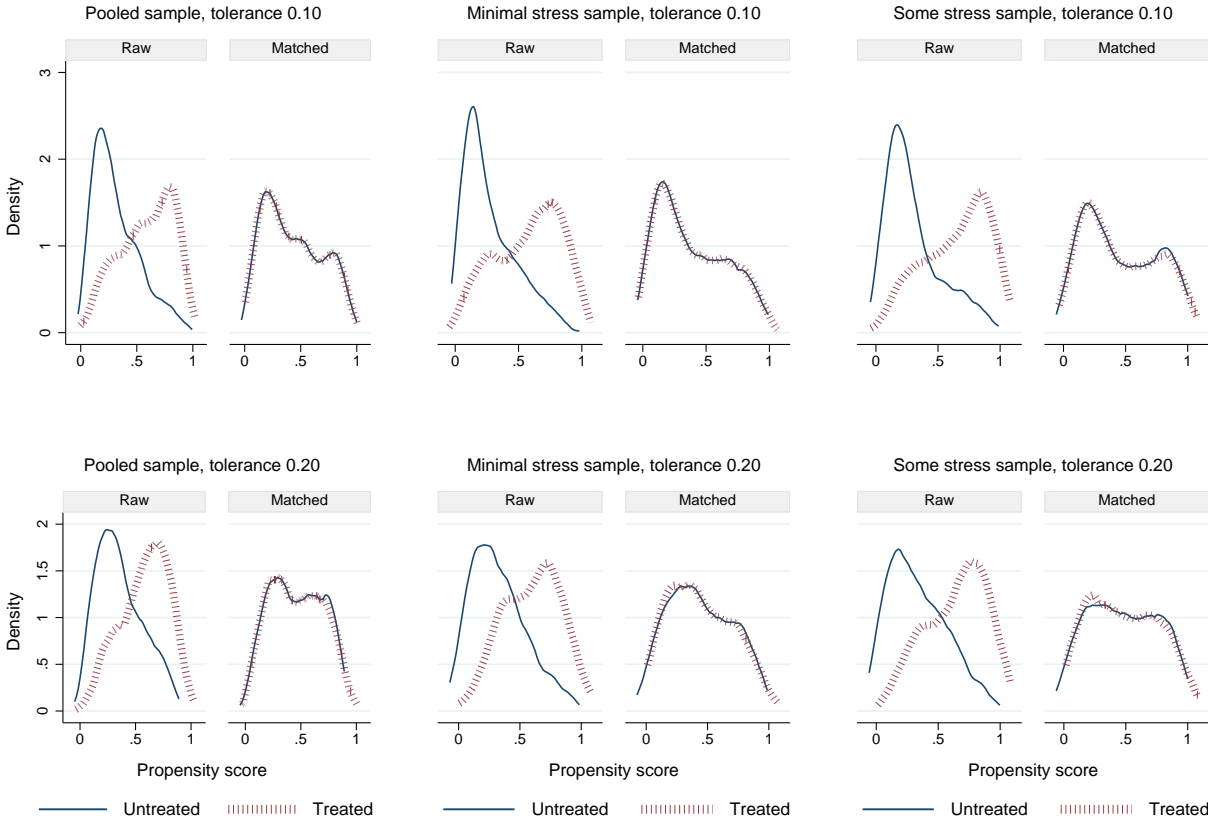 Pooled sample, tolerance 0.10
Minimal stress sample, tolerance 0.10
Some stress sample, tolerance 0.10
Raw Matched
Raw Matched
Raw Matched
Density
3
2
1
0
0 .5 1 0 .5 1
0 .5 1 0 .5 1
0 .5 1 0 .5 1
Pooled sample, tolerance 0.20
Minimal stress sample, tolerance 0.20
Some stress sample, tolerance 0.20
Raw Matched
Raw Matched
Raw Matched
Density
2
1.5
1
.5
0
0 .5 1 0 .5 1
0 .5 1 0 .5 1
0 .5 1 0 .5 1
Propensity score
Propensity score
Propensity score
Untreated Treated
Untreated Treated
Untreated Treated